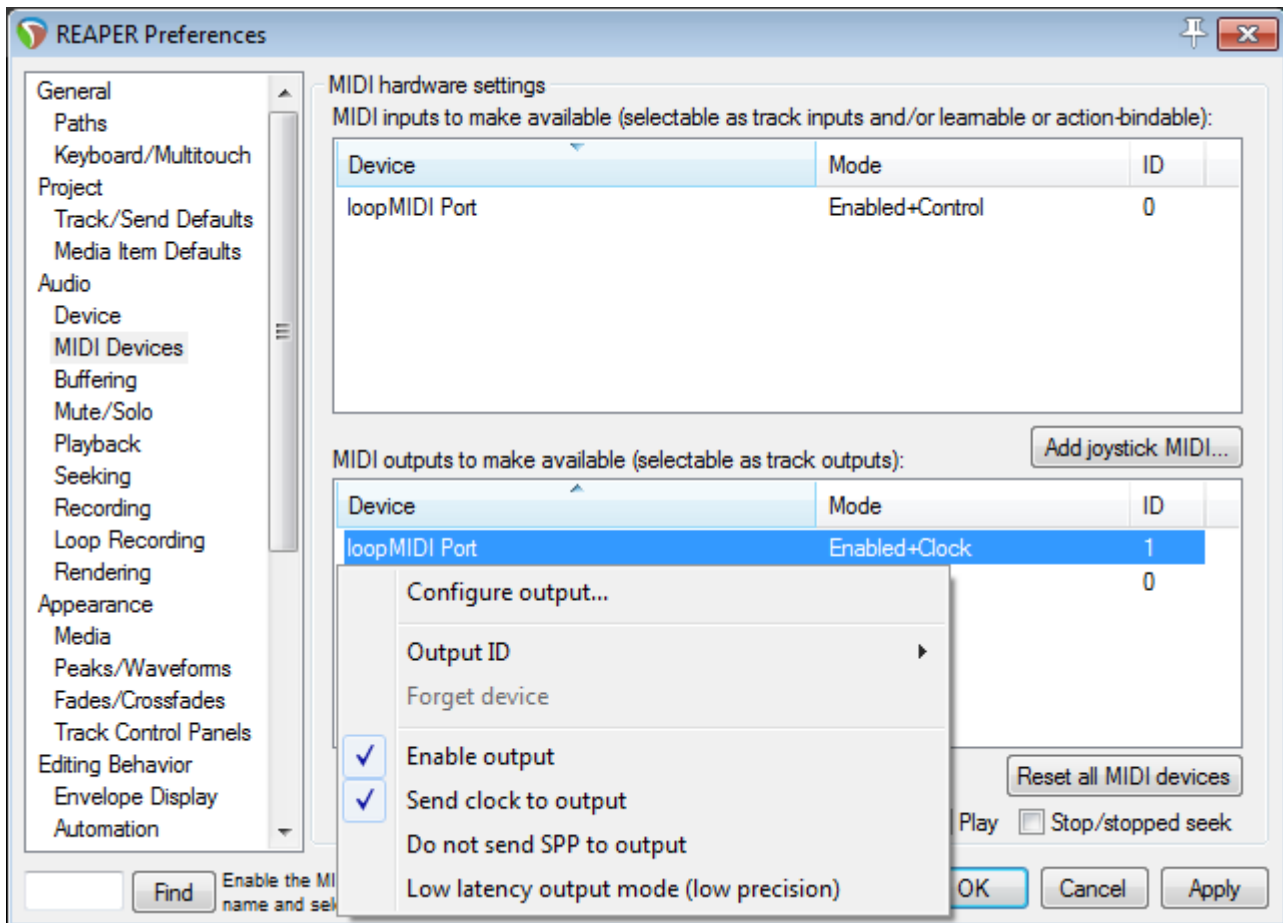 REAPER Preferences
General
Paths
Keyboard/Multitouch
Project
Track/Send Defaults
Media Item Defaults
Audio
Device
MIDI Devices
Buffering
Mute/Solo
Playback
Seeking
Recording
Loop Recording
Rendering
Appearance
Media
Peaks/Waveforms
Fades/Crossfades
Track Control Panels
Editing Behavior
Envelope Display
Automation
Find
Enable the MI
name and sel
MIDI hardware settings
MIDI inputs to make available (selectable as track inputs and/or learnable or action-bindable):
Device Mode ID
loopMIDI Port Enabled+Control 0
Add joystick MIDI...
MIDI outputs to make available (selectable as track outputs):
Device Mode ID
loopMIDI Port Enabled+Clock 1
0
Configure output...
Output ID
Forget device
Enable output
Send clock to output
Do not send SPP to output
Low latency output mode (low precision)
Reset all MIDI devices
Play Stop/stopped seek
OK Cancel Apply